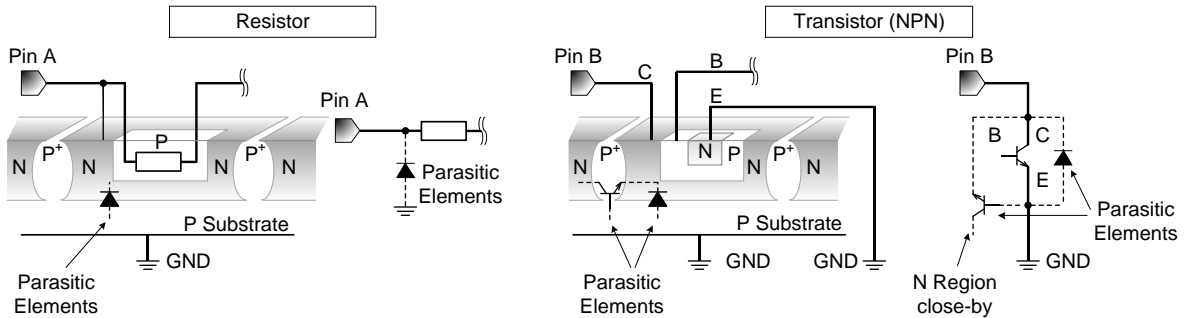 Resistor
Transistor (NPN)
Pin A
Pin A
N
P+
N
P
N
P+
N
Parasitic
Elements
P Substrate
GND
Parasitic
Elements
Pin B
C
B
E
N
P+
N
P
P+
N
N
P Substrate
GND
GND
Parasitic
Elements
Pin B
B
C
E
Parasitic
Elements
GND
N Region
close-by